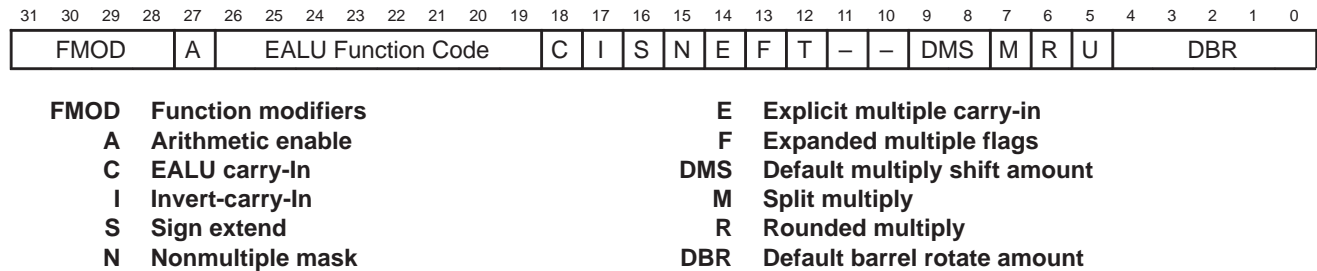 31 30 29 28 27 26 25 24 23 22 21 20 19 18 17 16 15 14 13 12 11 10 9 8 7 6 5 4 3 2 1 0
FMOD A EALU Function Code C I S N E F T – – DMS M R U DBR
FMOD Function modifiers
A Arithmetic enable
C EALU carry-In
I Invert-carry-In
S Sign extend
N Nonmultiple mask
E Explicit multiple carry-in
F Expanded multiple flags
DMS Default multiply shift amount
M Split multiply
R Rounded multiply
DBR Default barrel rotate amount